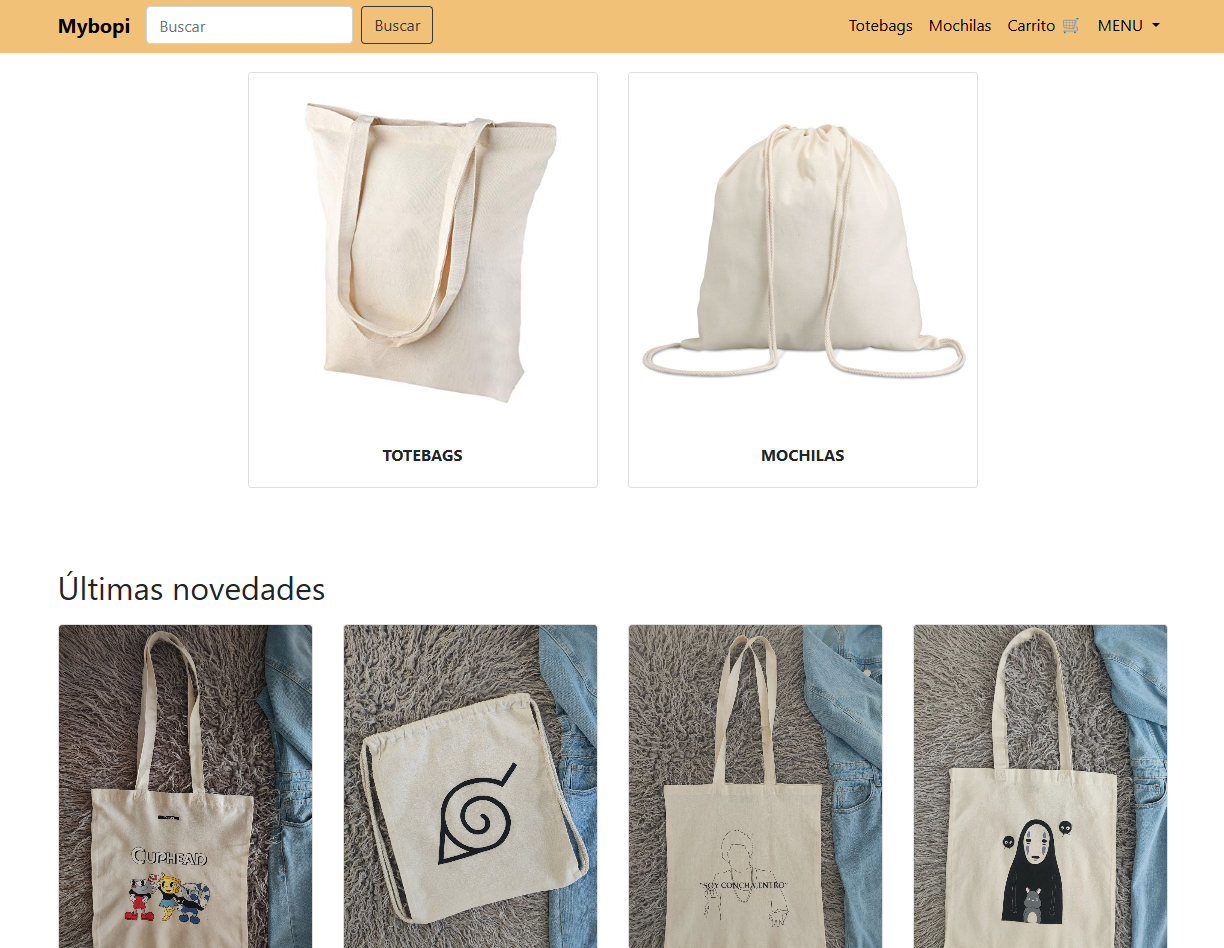 Mybopi
Buscar
Buscar
Totebags
Mochilas
Carrito 🛒
MENU
TOTEBAGS
MOCHILAS
Últimas novedades
CUPHEAD
"SOY CONCHA, ENTRO"